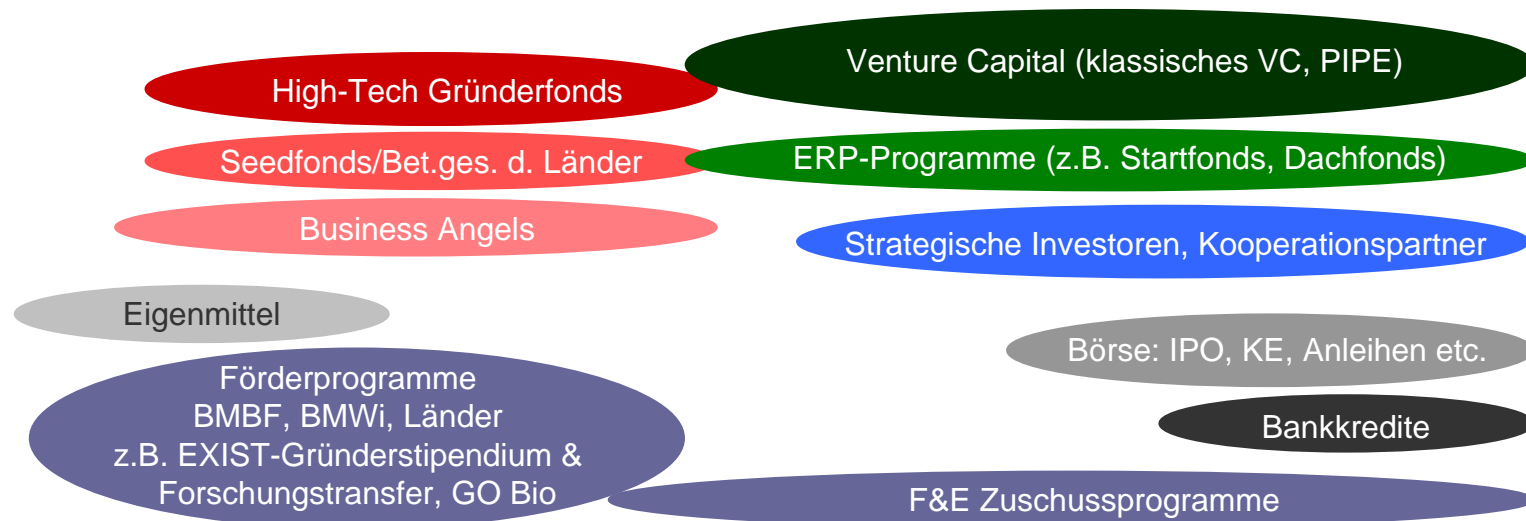 High-Tech Gründerfonds
Venture Capital (klassisches VC, PIPE)
Seedfonds/Bet.ges. d. Länder
ERP-Programme (z.B. Startfonds, Dachfonds)
Business Angels
Strategische Investoren, Kooperationspartner
Eigenmittel
Börse: IPO, KE, Anleihen etc.
Förderprogramme
BMBF, BMWi, Länder
z.B. EXIST-Gründerstipendium &
Forschungstransfer, GO Bio
Bankkredite
F&E Zuschussprogramme